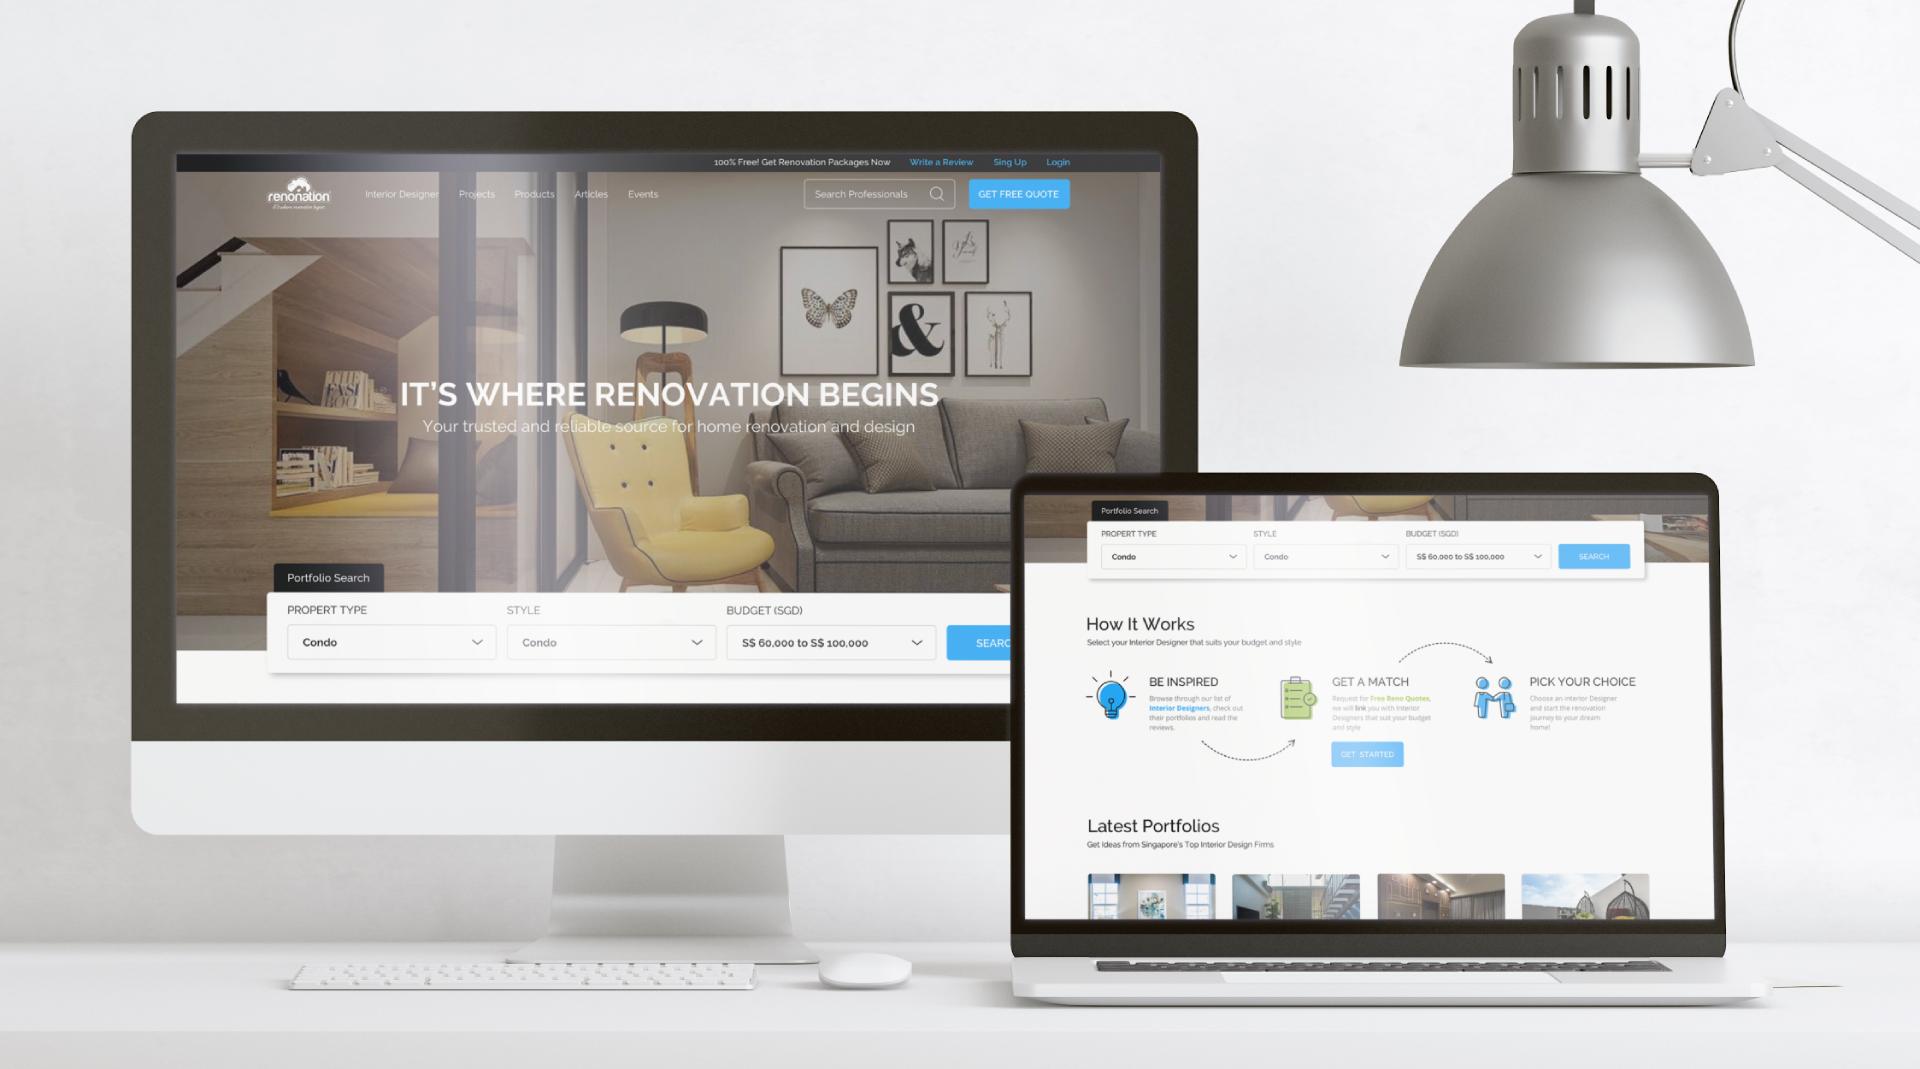 100% Free! Get Renovation Packages Now Write a Review Sing Up Login
renonation
Interior Designer Projects Products Articles Events
Search Professionals
GET FREE QUOTE
&
IT'S WHERE RENOVATION BEGINS
Your trusted and reliable source for home renovation and design
Portfolio Search
PROPERT TYPE STYLE BUDGET (SGD)
Condo Condo S$ 60,000 to S$ 100,000 SEARC
Portfolio Search
PROPERT TYPE STYLE BUDGET (SGD)
Condo Condo S$ 60,000 to S$ 100,000 SEARCH
How It Works
Select your Interior Designer that suits your budget and style
BE INSPIRED
Browse through our list of
Interior Designers, check out
their portfolios and read the
reviews.
GET A MATCH
Request for Free Reno Quotes,
we will link you with Interior
Designers that suit your budget
and style
GET STARTED
PICK YOUR CHOICE
Choose an interior Designer
and start the renovation
journey to your dream
home!
Latest Portfolios
Get Ideas from Singapore's Top Interior Design Firms